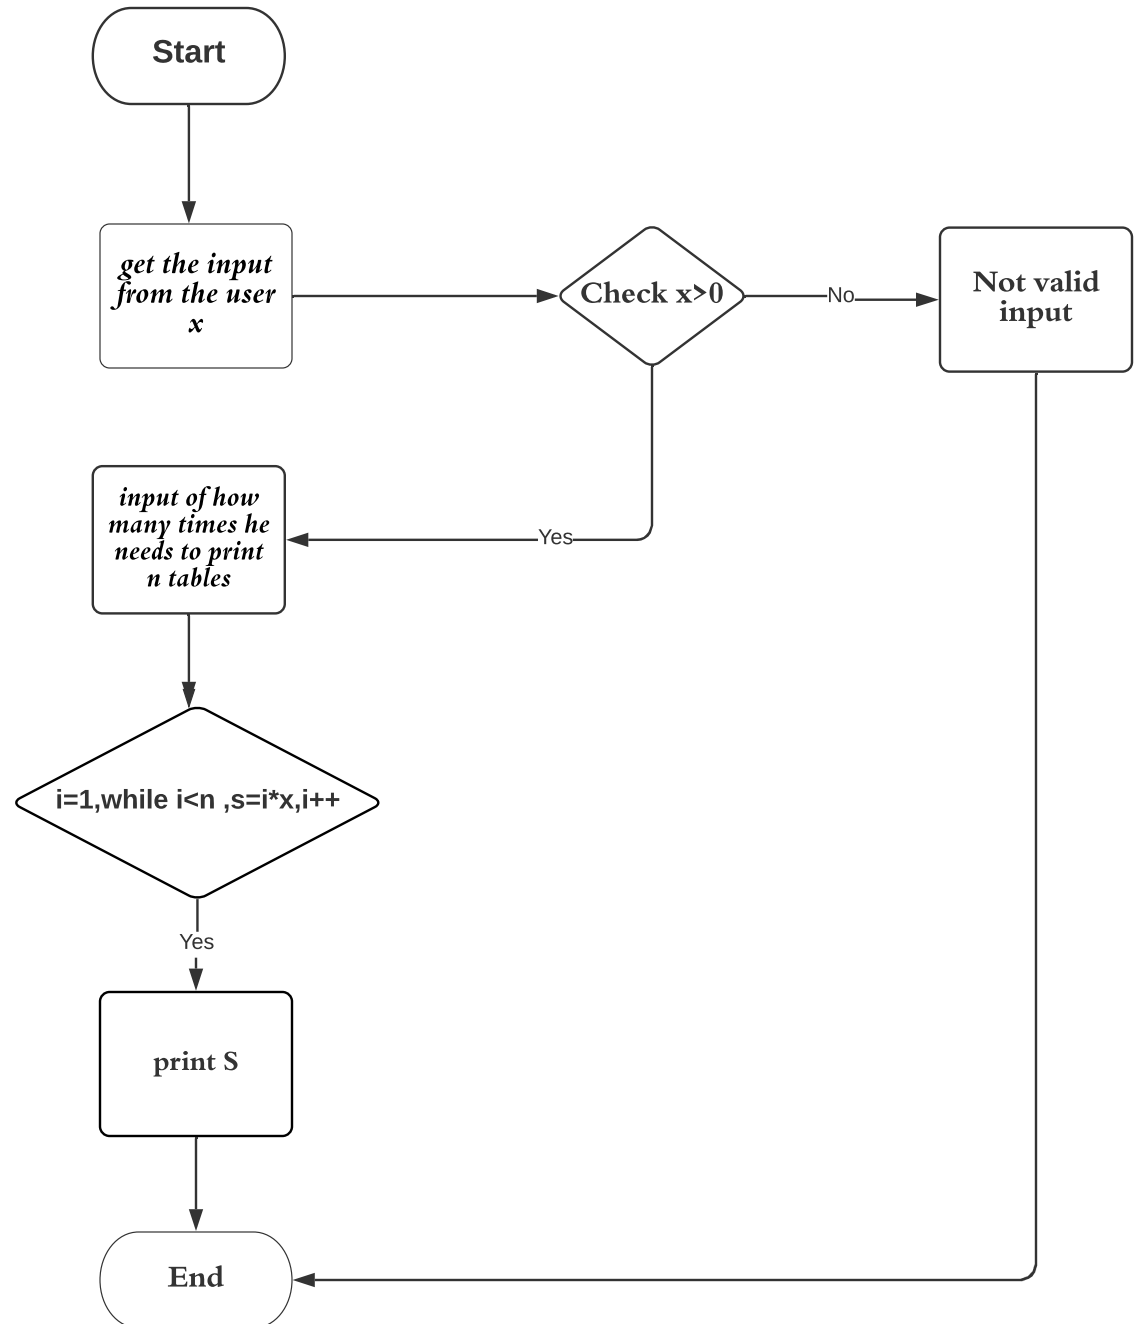 Start
get the input
from the user
x
Check x>0
No
Not valid
input
input of how
many times he
needs to print
n tables
Yes
i=1,while i<n ,s=i*x,i++
Yes
print S
End